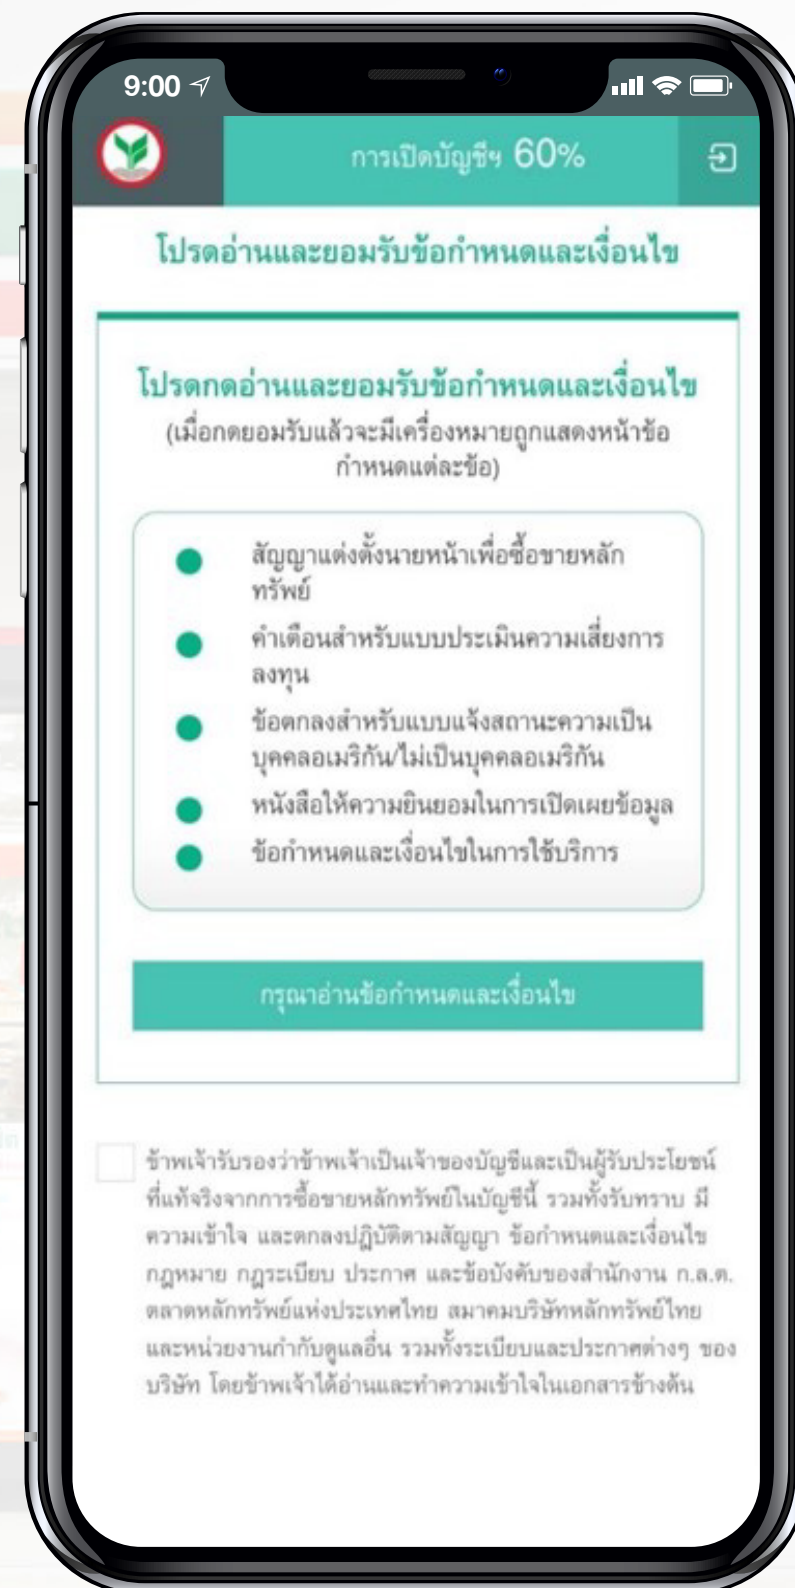 9:00
การเปิดบัญชีฯ 60%
โปรดอ่านและยอมรับข้อกำหนดและเงื่อนไข
โปรดกดอ่านและยอมรับข้อกำหนดและเงื่อนไข
(เมื่อกดยอมรับแล้วจะมีเครื่องหมายถูกแสดงหน้าข้อ
กำหนดแต่ละข้อ)
สัญญาแต่งตั้งนายหน้าเพื่อซื้อขายหลัก
ทรัพย์
คำเตือนสำหรับแบบประเมินความเสี่ยงการ
ลงทุน
ข้อตกลงสำหรับแบบแจ้งสถานะความเป็น
บุคคลอเมริกัน/ไม่เป็นบุคคลอเมริกัน
หนังสือให้ความยินยอมในการเปิดเผยข้อมูล
ข้อกำหนดและเงื่อนไขในการใช้บริการ
กรุณาอ่านข้อกำหนดและเงื่อนไข
ข้าพเจ้ารับรองว่าข้าพเจ้าเป็นเจ้าของบัญชีและเป็นผู้รับประโยชน์
ที่แท้จริงจากการซื้อขายหลักทรัพย์ในบัญชีนี้ รวมทั้งรับทราบ มี
ความเข้าใจ และตกลงปฏิบัติตามสัญญา ข้อกำหนดและเงื่อนไข
กฎหมาย กฎระเบียบ ประกาศ และข้อบังคับของสำนักงาน ก.ล.ต.
ตลาดหลักทรัพย์แห่งประเทศไทย สมาคมบริษัทหลักทรัพย์ไทย
และหน่วยงานกำกับดูแลอื่น รวมทั้งระเบียบและประกาศต่างๆ ของ
บริษัท โดยข้าพเจ้าได้อ่านและทำความเข้าใจในเอกสารข้างต้น